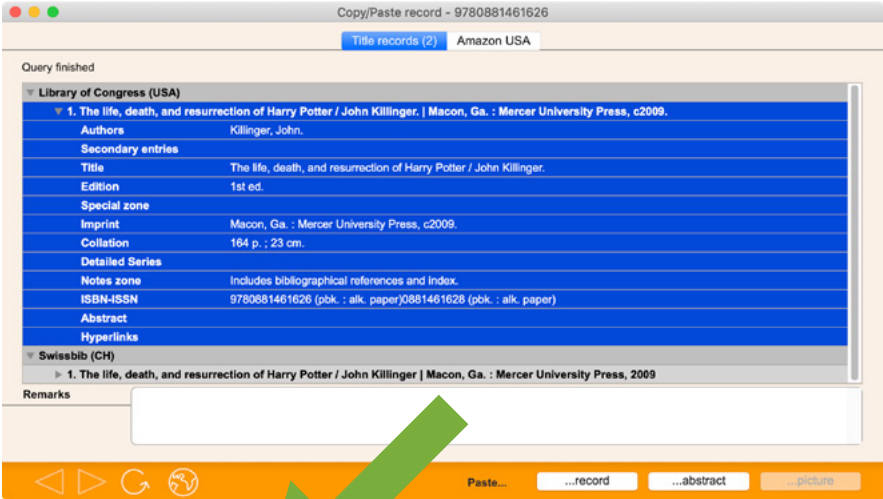 Copy/Paste record - 9780881461626
Title records (2) Amazon USA
Query finished
Library of Congress (USA)
1. The life, death, and resurrection of Harry Potter / John Killinger. | Macon, Ga. : Mercer University Press, c2009.
Authors Killinger, John.
Secondary entries
Title The life, death, and resurrection of Harry Potter / John Killinger.
Edition 1st ed.
Special zone
Imprint Macon, Ga. : Mercer University Press, c2009.
Collation 164 p. ; 23 cm.
Detailed Series
Notes zone Includes bibliographical references and index.
ISBN-ISSN 9780881461626 (pbk. : alk. paper)0881461628 (pbk. : alk. paper)
Abstract
Hyperlinks
Swissbib (CH)
1. The life, death, and resurrection of Harry Potter / John Killinger | Macon, Ga. : Mercer University Press, 2009
Remarks
Paste... ...record ...abstract ...picture